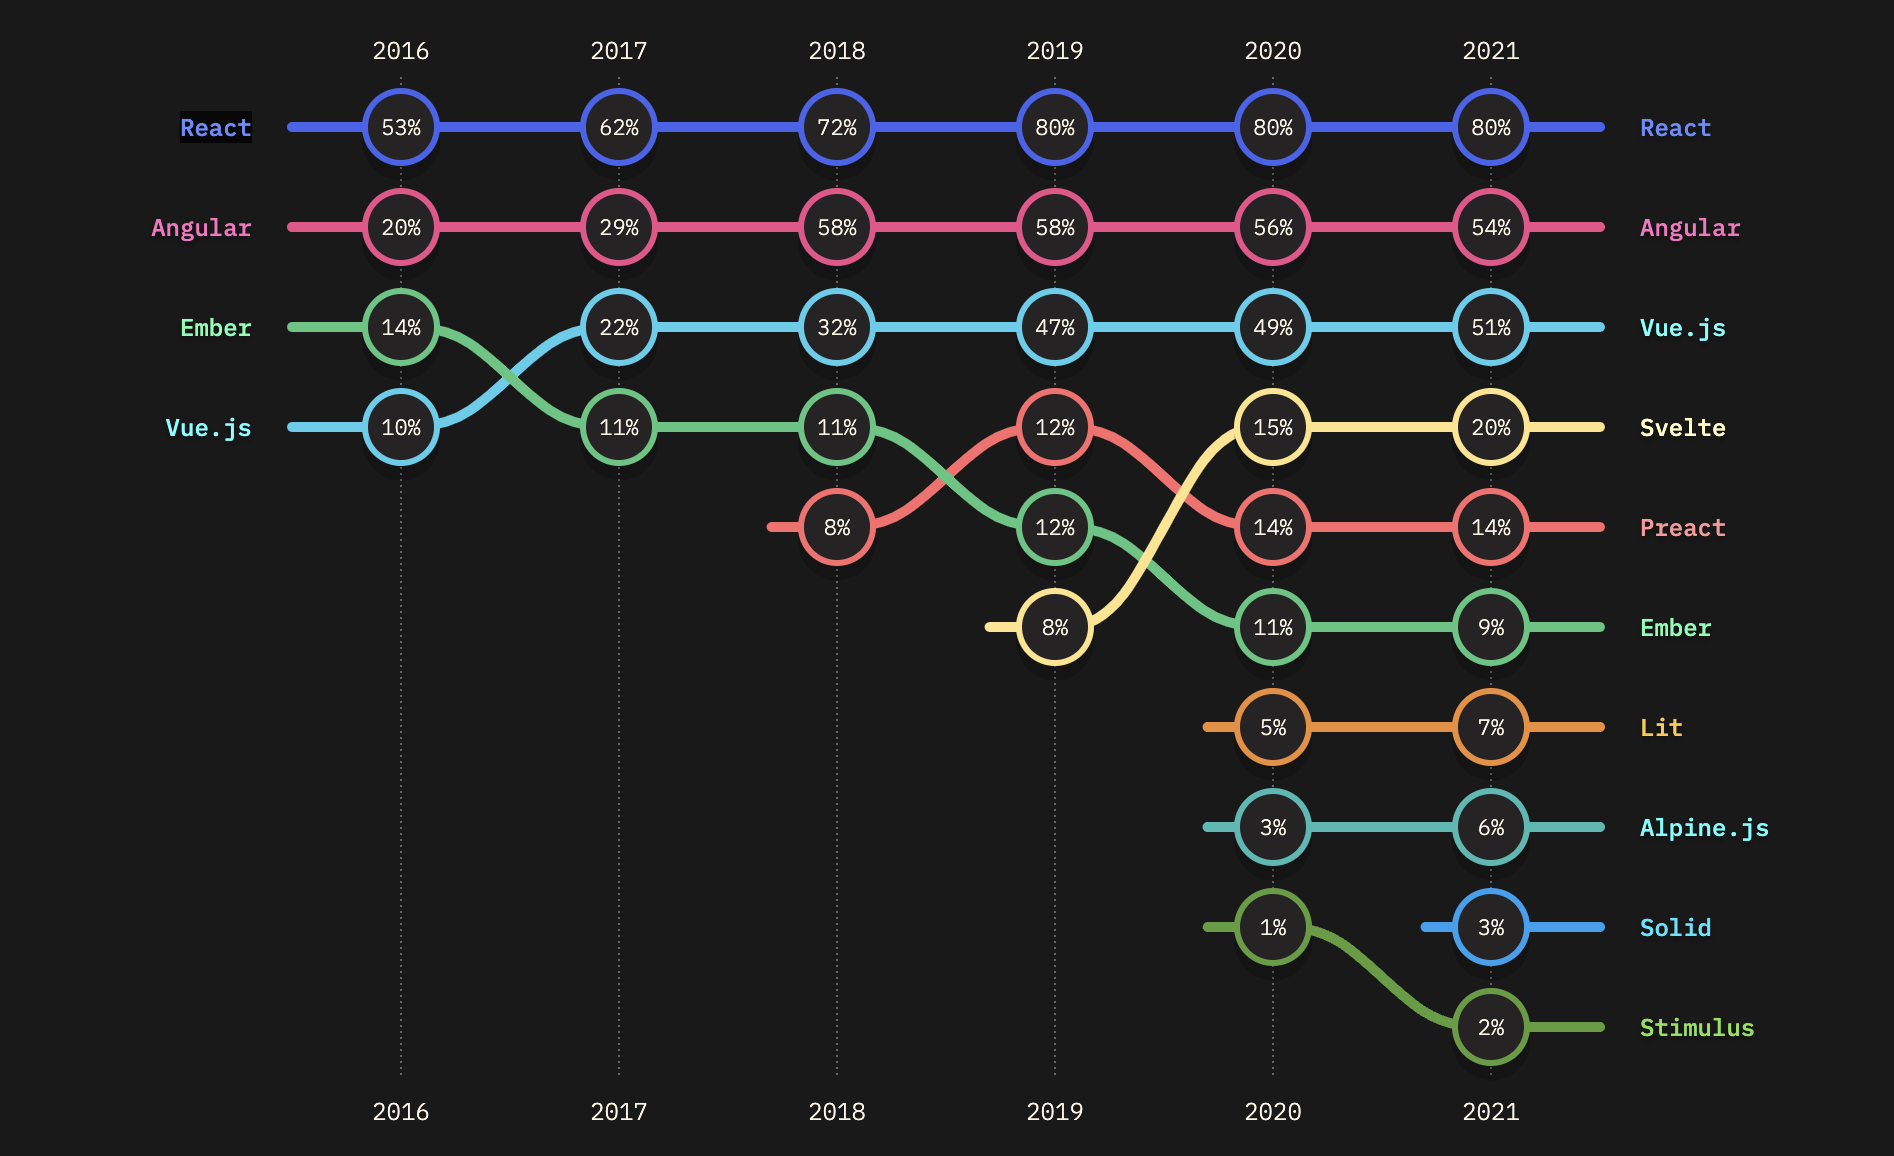 2016 2017 2018 2019 2020 2021
React 53% 62% 72% 80% 80% 80% React
Angular 20% 29% 58% 58% 56% 54% Angular
Ember 14% 22% 32% 47% 49% 51% Vue.js
Vue.js 10% 11% 11% 12% 15% 20% Svelte
8% 12% 14% 14% Preact
8% 11% 9% Ember
5% 7% Lit
3% 6% Alpine.js
1% 3% Solid
2% Stimulus
2016 2017 2018 2019 2020 2021